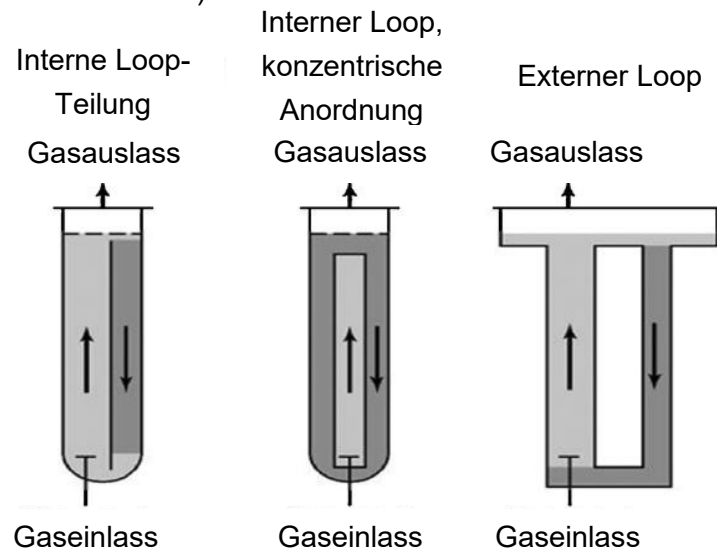 )
Interne Loop-
Teilung
Interner Loop,
konzentrische
Anordnung
Externer Loop
Gasauslass
Gasauslass
Gasauslass
Gaseinlass
Gaseinlass
Gaseinlass